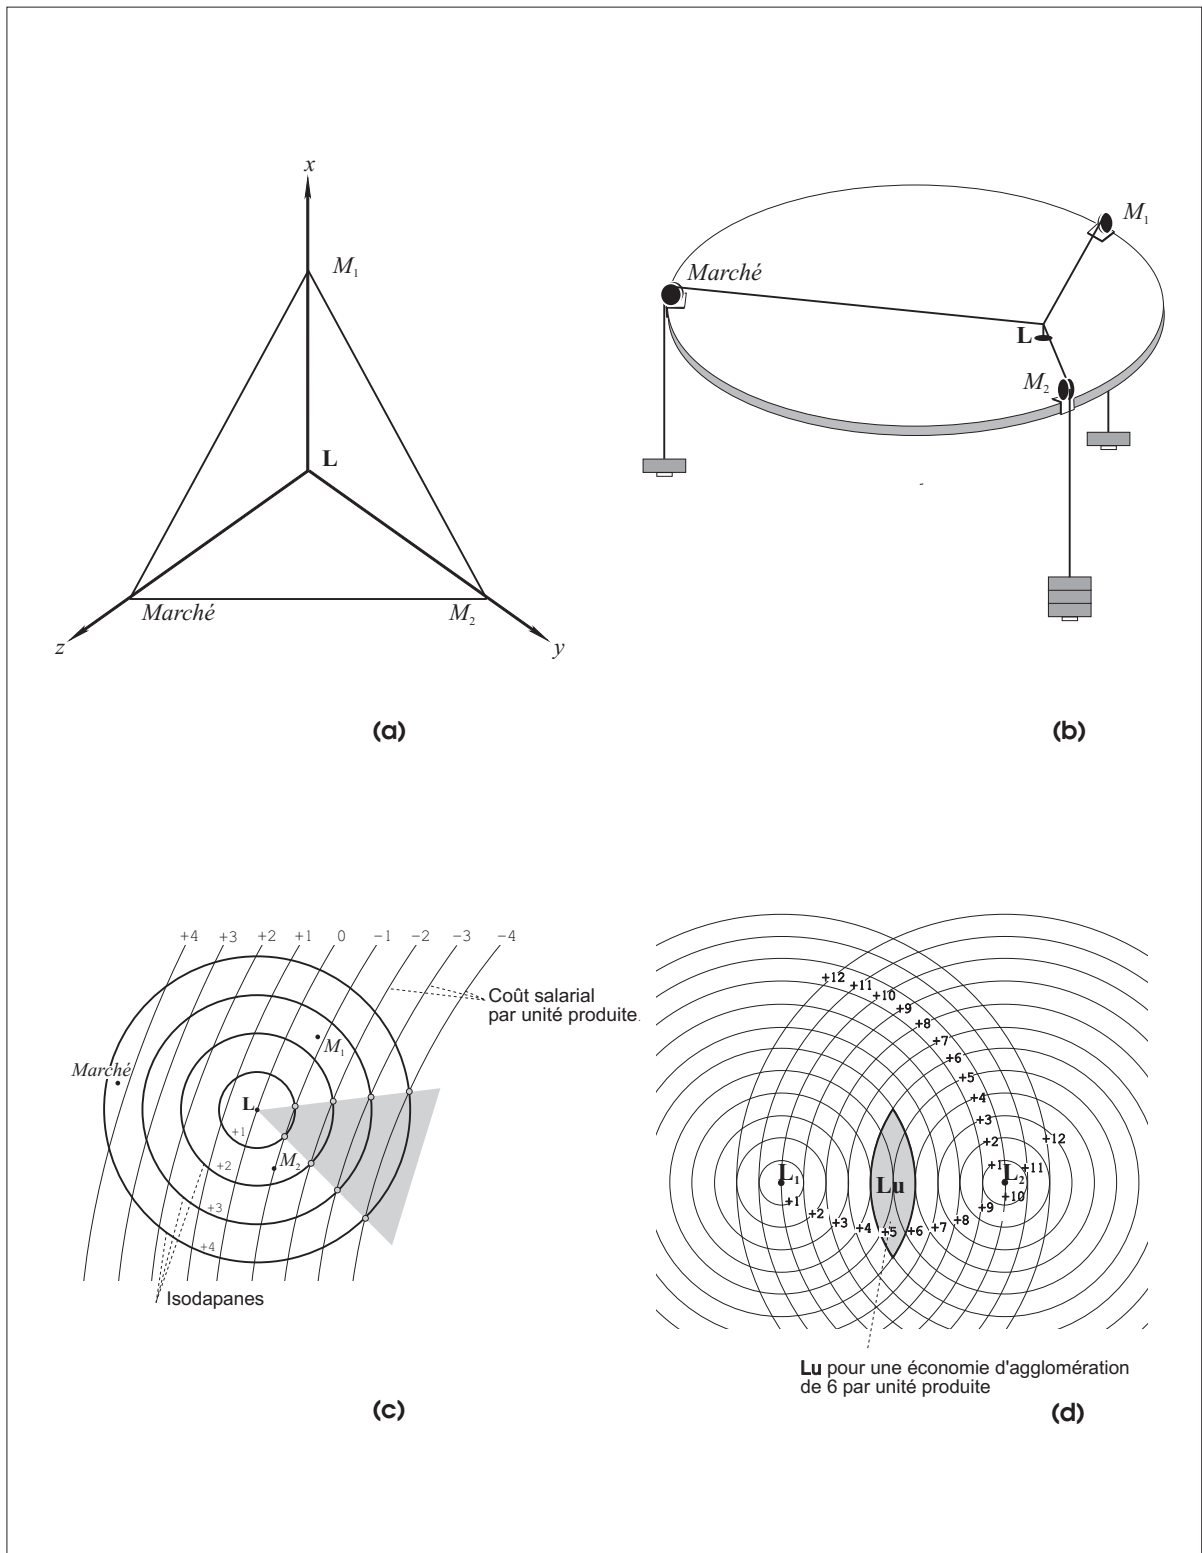 x
M1
L
Marché
M2
z
y
(a)
M1
Marché
L
M2
(b)
+4 +3 +2 +1 0 -1 -2 -3 -4
Coût salarial
par unité produite
M1
Marché
L
+1
M2
+2
+3
+4
Isodapanes
(c)
+12
+11
+10
+9
+8
+7
+6
+5
+4
+3
+2
+12
+1
+11
L1
Lu
L2
+1
+10
+2
+9
+3
+8
+4
+5
+6
+7
Lu pour une économie d'agglomération
de 6 par unité produite
(d)